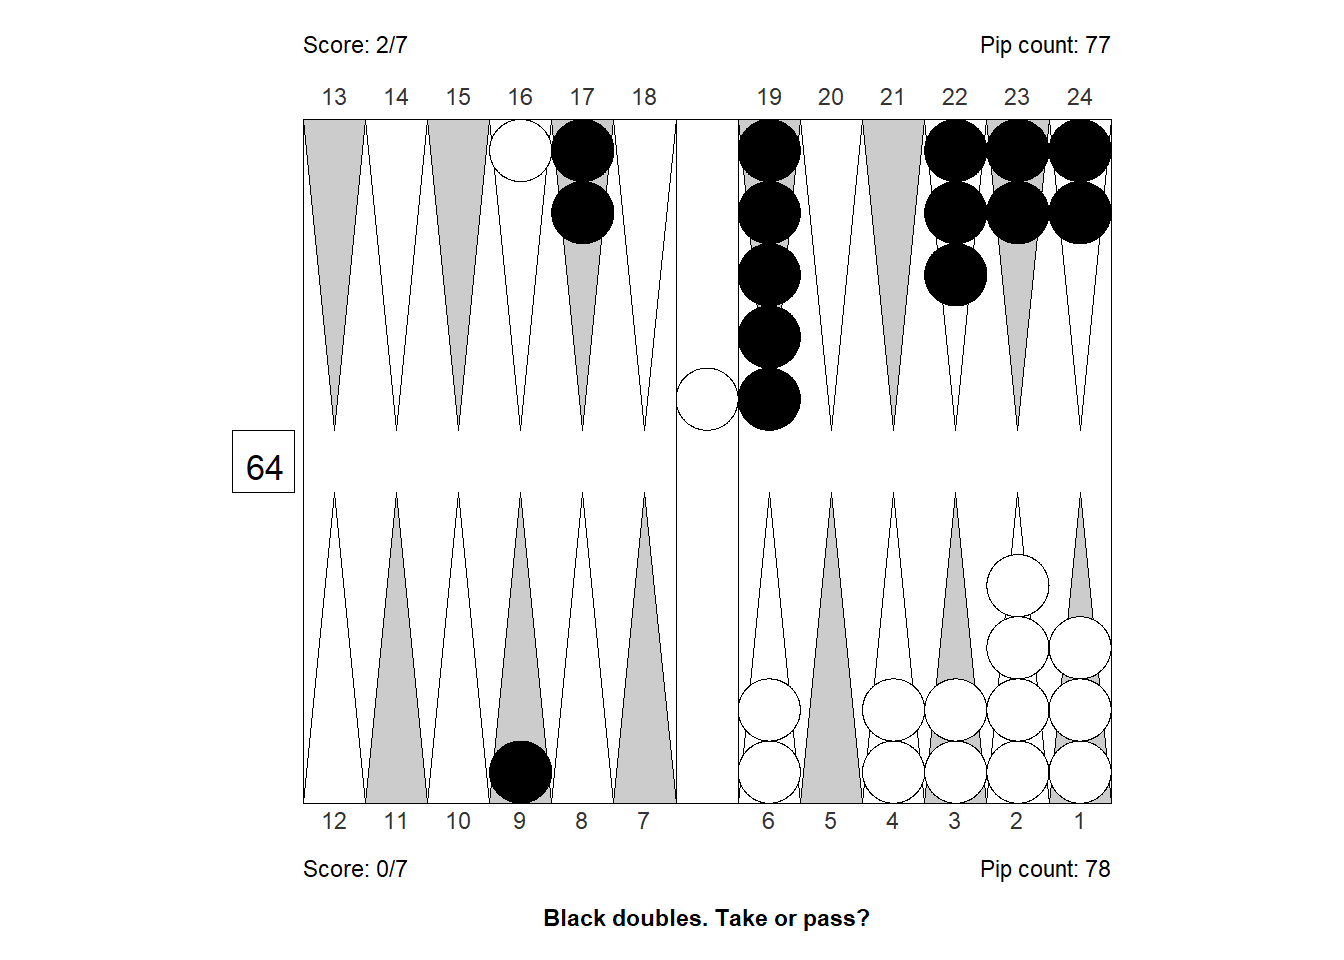 Score: 2/7 Pip count: 77
13 14 15 16 17 18 19 20 21 22 23 24
64
12 11 10 9 8 7 6 5 4 3 2 1
Score: 0/7 Pip count: 78
Black doubles. Take or pass?